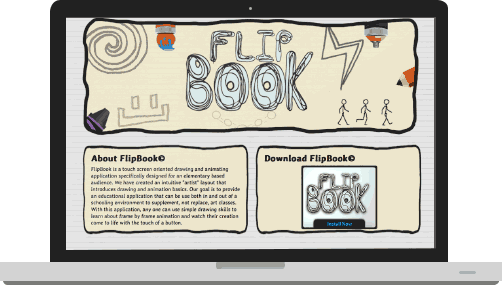 FLIP
BOOK
About FlipBook©
FlipBook is a touch screen oriented drawing and animating
application specifically designed for an elementary based
audience. We have created an intuitive "artist" layout that
introduces drawing and animation basics. Our goal is to provide
an educational application that can be use both in and out of a
schooling environment to supplement, not replace, art classes.
With this application, any one can use simple drawing skills to
learn about frame by frame animation and watch their creation
come to life with the touch of a button.
Download FlipBook©
FLIP
BOOK
Install Now